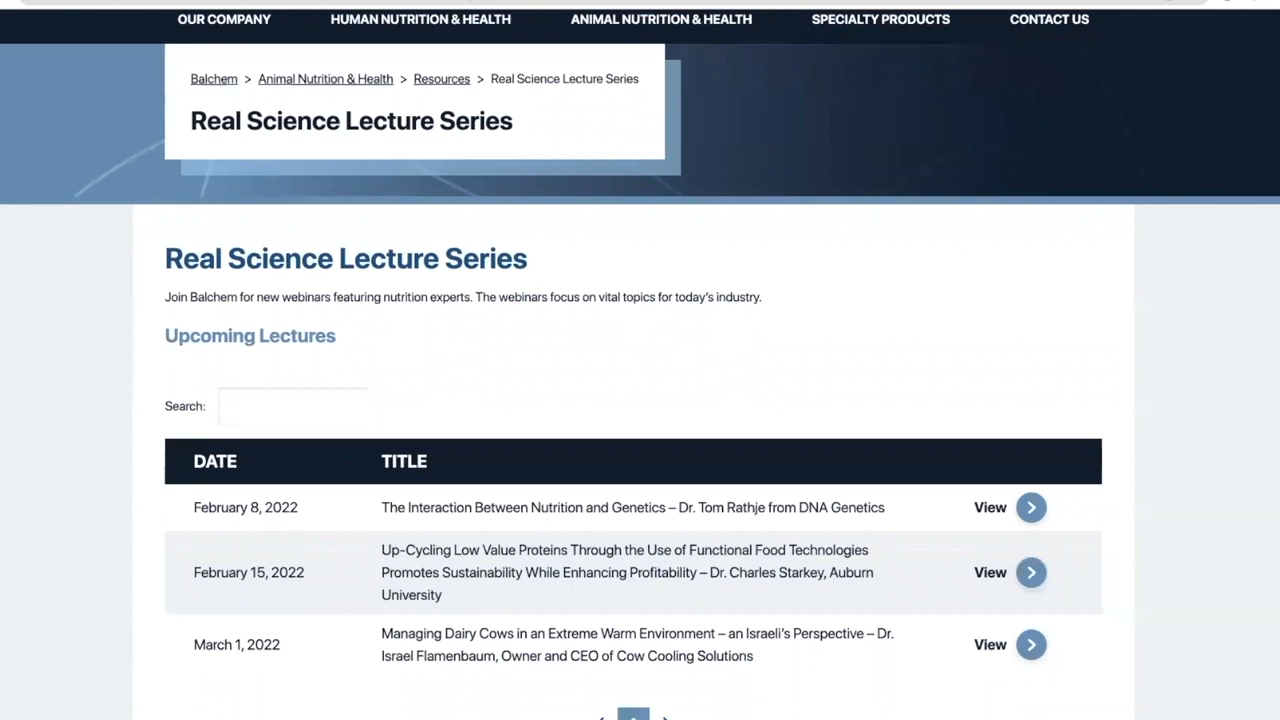 OUR COMPANY HUMAN NUTRITION & HEALTH ANIMAL NUTRITION & HEALTH SPECIALTY PRODUCTS CONTACT US
Balchem > Animal Nutrition & Health > Resources > Real Science Lecture Series
Real Science Lecture Series
Real Science Lecture Series
Join Balchem for new webinars featuring nutrition experts. The webinars focus on vital topics for today's industry.
Upcoming Lectures
Search:
DATE TITLE
February 8, 2022 The Interaction Between Nutrition and Genetics – Dr. Tom Rathje from DNA Genetics View
Up-Cycling Low Value Proteins Through the Use of Functional Food Technologies
February 15, 2022 Promotes Sustainability While Enhancing Profitability – Dr. Charles Starkey, Auburn View
University
Managing Dairy Cows in an Extreme Warm Environment – an Israeli's Perspective – Dr.
March 1, 2022 View
Israel Flamenbaum, Owner and CEO of Cow Cooling Solutions